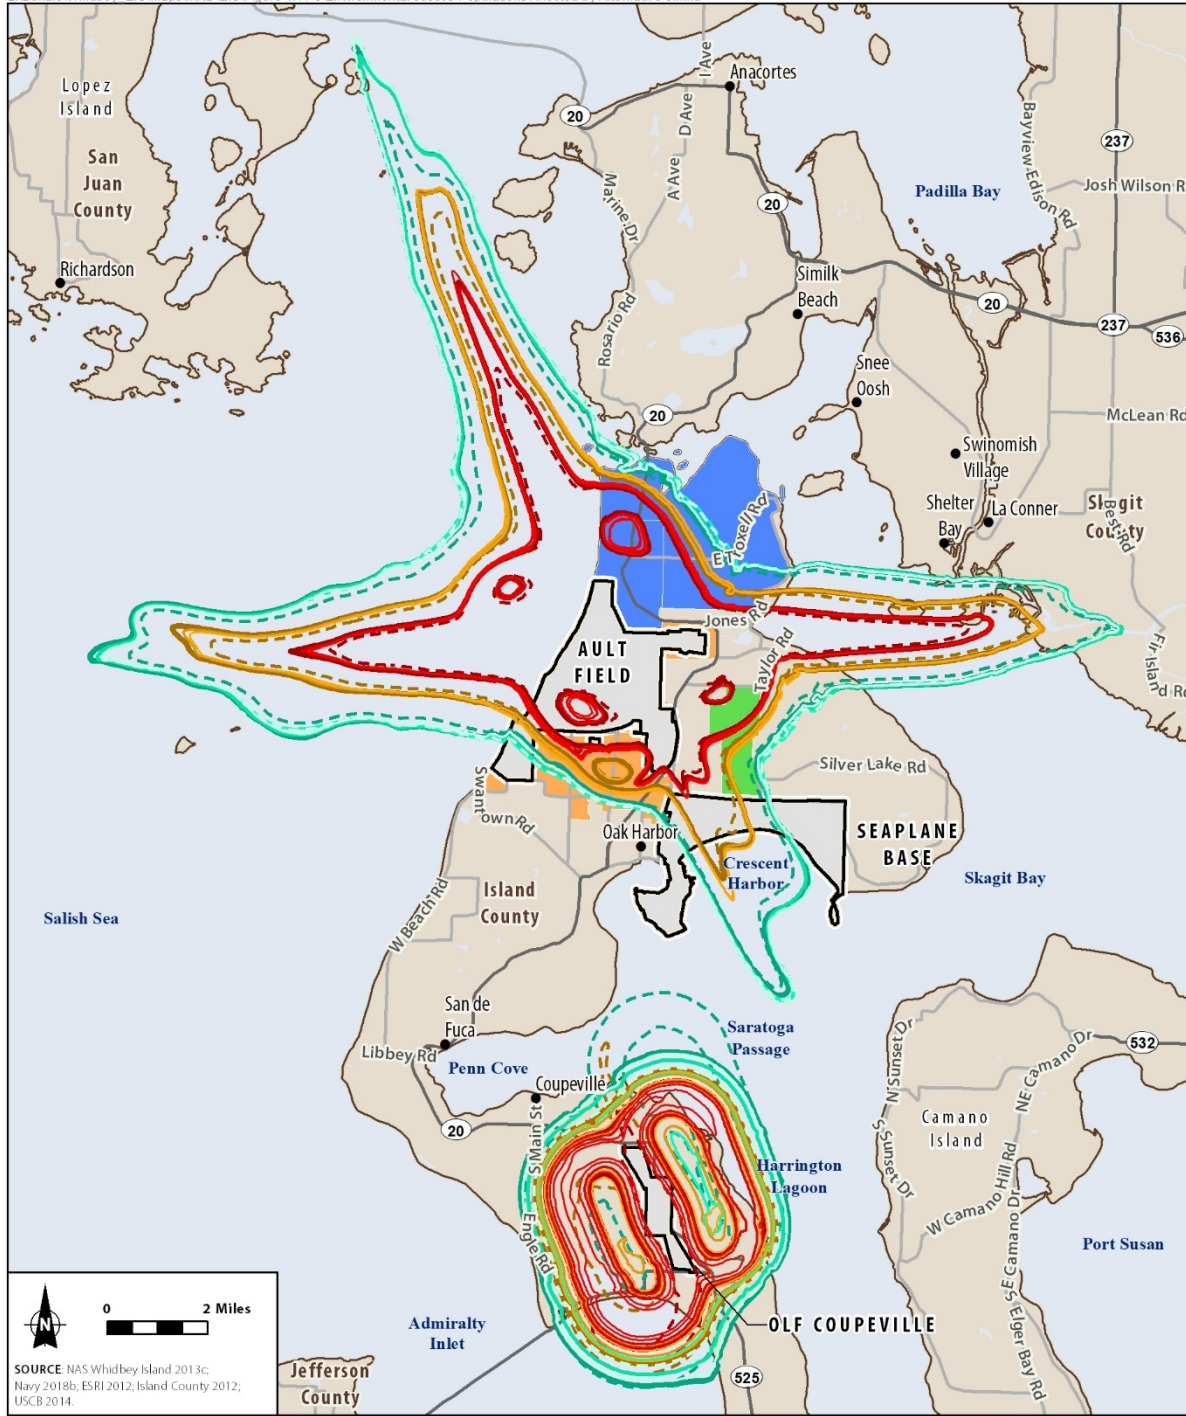 Lopez
Island
San
Juan
County
Richardson
20
Marine Dr
A Ave
D Ave
I Ave
Anacortes
20
Padilla Bay
Bayview-Edison Rd
237
Josh Wilson R
Similk
Beach
Rosario Rd
20
237
536
20
Snee
Oosh
McLean Rd
Swinomish
Village
Shelter
Bay
La Conner
Skagit
County
Best Rd
E Troxell Rd
Jones Rd
Taylor Rd
Fir Island Rd
AULT
FIELD
Silver Lake Rd
Swantown Rd
Oak Harbor
SEAPLANE
BASE
Crescent
Harbor
Skagit Bay
Island
County
Salish Sea
W Beach Rd
San de
Fuca
Libbey Rd
Penn Cove
Saratoga
Passage
Coupeville
20
S Main St
Engle Rd
Harrington
Lagoon
N Sunset Dr
S Sunset Dr
NE Camano Dr
532
Camano
Island
W Camano Hill Rd
SE Camano Dr
S Elger Bay Rd
Port Susan
Admiralty
Inlet
OLF COUPEVILLE
525
Jefferson
County
N
0 2 Miles
SOURCE: NAS Whidbey Island 2013c;
Navy 2018b; ESRI 2012; Island County 2012;
USCB 2014.